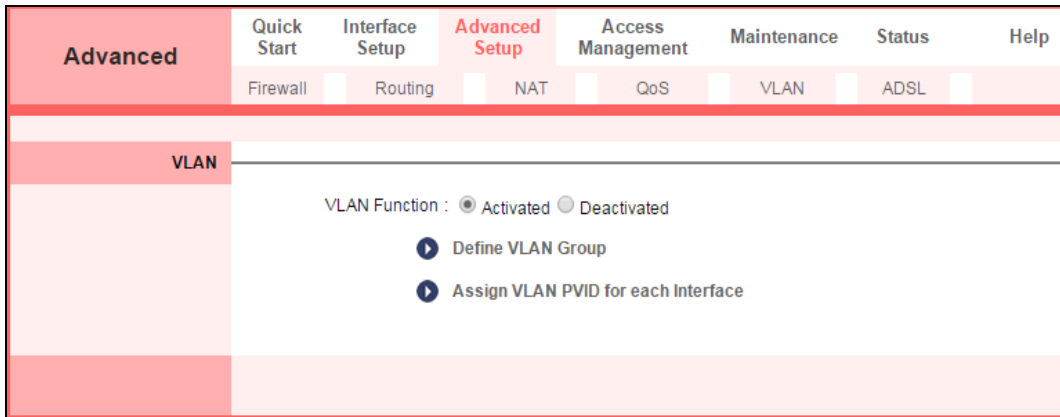 Advanced
Quick Start
Interface Setup
Advanced Setup
Access Management
Maintenance
Status
Help
Firewall
Routing
NAT
QoS
VLAN
ADSL
VLAN
VLAN Function : Activated Deactivated
Define VLAN Group
Assign VLAN PVID for each Interface